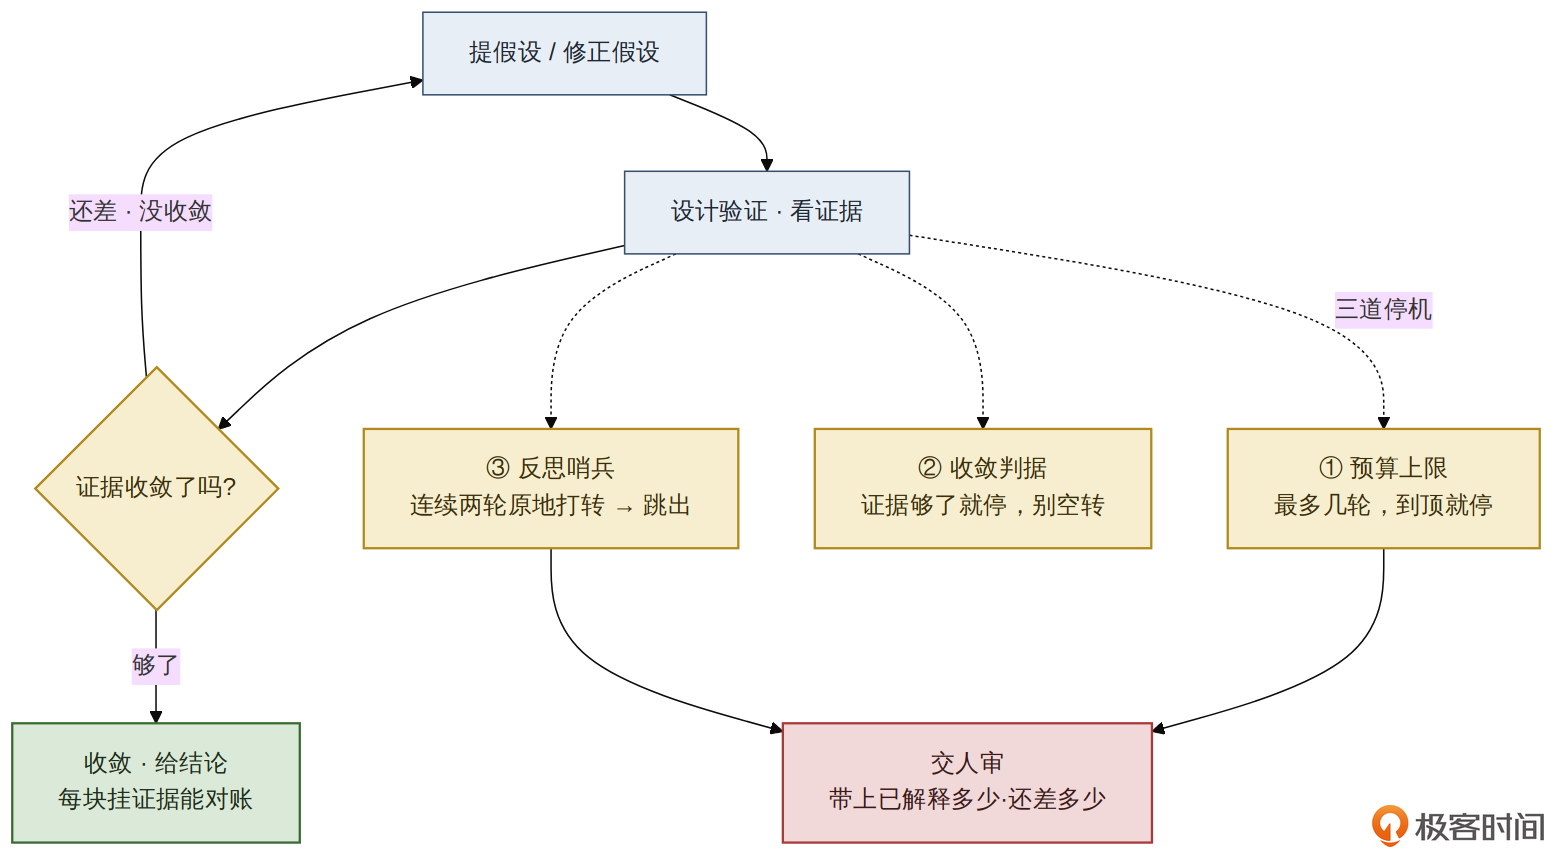 提假设 / 修正假设
还差 · 没收敛
设计验证 · 看证据
三道停机
证据收敛了吗?
③ 反思哨兵
连续两轮原地打转 → 跳出
② 收敛判据
证据够了就停，别空转
① 预算上限
最多几轮，到顶就停
够了
收敛 · 给结论
每块挂证据能对账
交人审
带上已解释多少·还差多少
极客时间